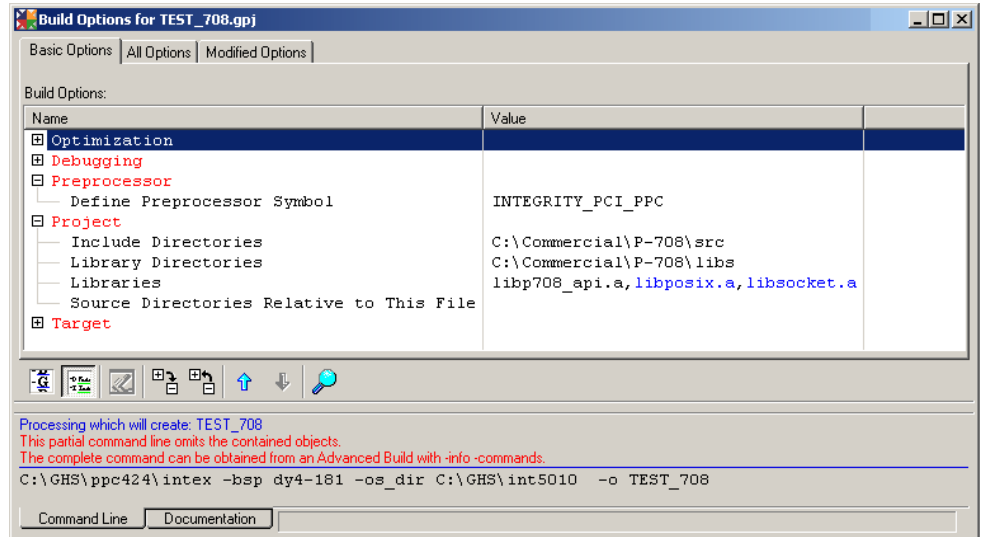 Build Options for TEST_708.gpj
Basic Options All Options Modified Options
Build Options:
Name Value
Optimization
Debugging
Preprocessor
Define Preprocessor Symbol INTEGRITY_PCI_PPC
Project
Include Directories C:\Commercial\P-708\src
Library Directories C:\Commercial\P-708\libs
Libraries libp708_api.a,libposix.a,libsocket.a
Source Directories Relative to This File
Target
Processing which will create: TEST_708
This partial command line omits the contained objects.
The complete command can be obtained from an Advanced Build with -info -commands.
C:\GHS\ppc424\intex -bsp dy4-181 -os_dir C:\GHS\int5010 -o TEST_708
Command Line Documentation